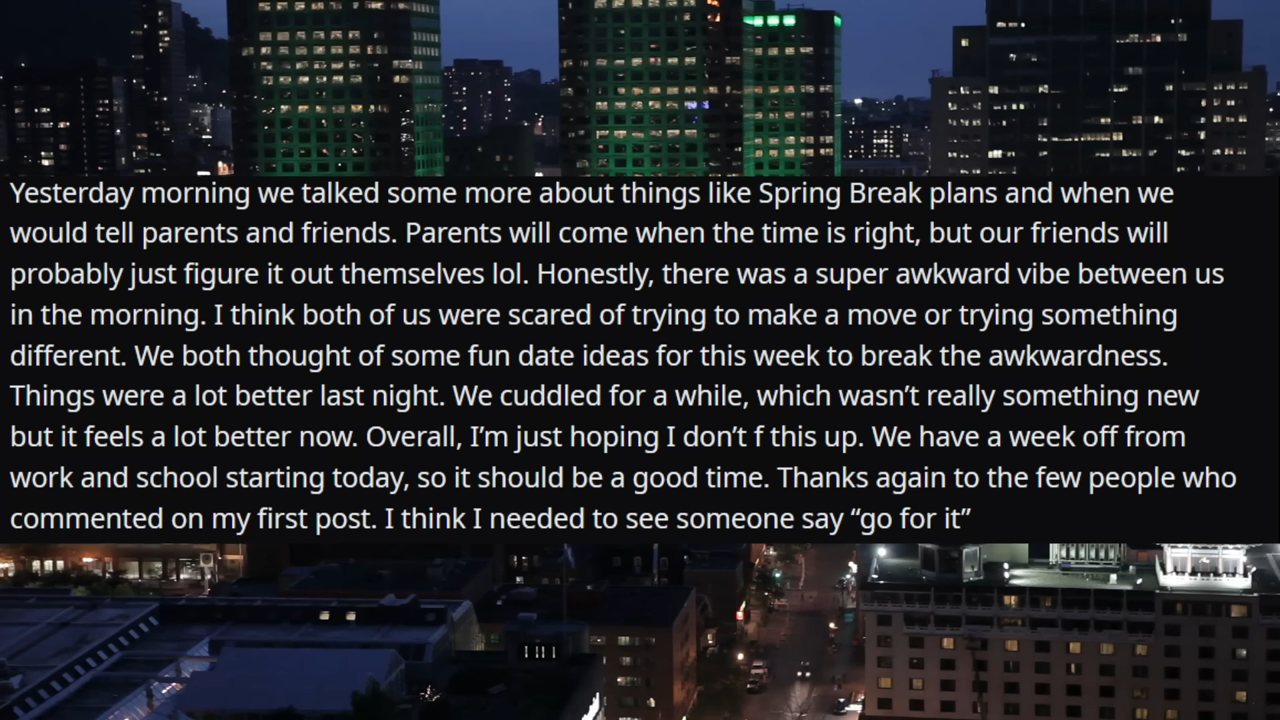 Yesterday morning we talked some more about things like Spring Break plans and when we
would tell parents and friends. Parents will come when the time is right, but our friends will
probably just figure it out themselves lol. Honestly, there was a super awkward vibe between us
in the morning. I think both of us were scared of trying to make a move or trying something
different. We both thought of some fun date ideas for this week to break the awkwardness.
Things were a lot better last night. We cuddled for a while, which wasn’t really something new
but it feels a lot better now. Overall, I’m just hoping I don’t f this up. We have a week off from
work and school starting today, so it should be a good time. Thanks again to the few people who
commented on my first post. I think I needed to see someone say “go for it”